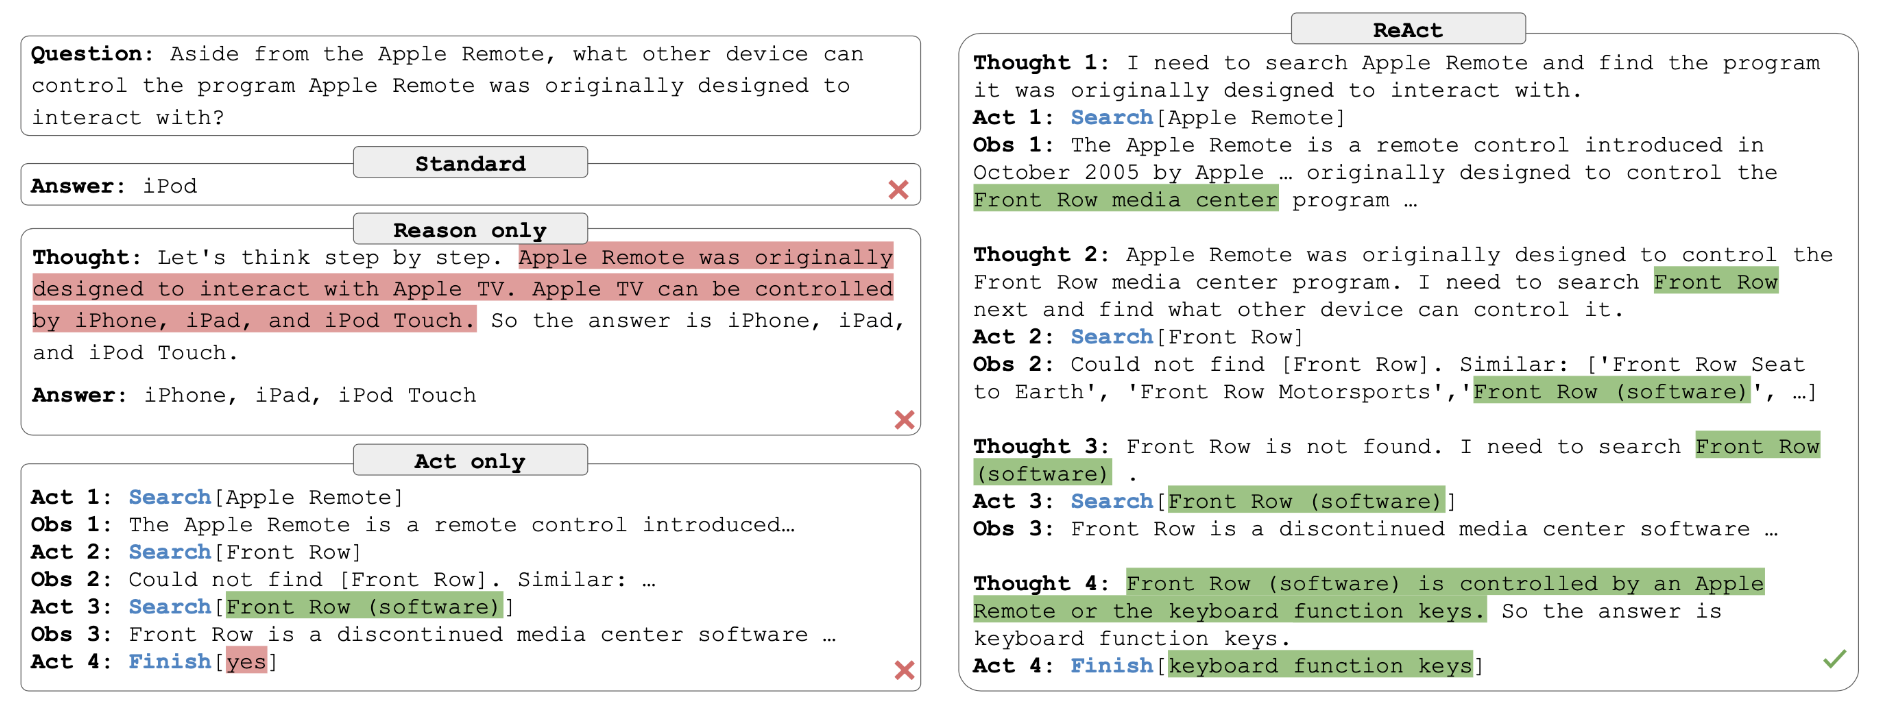 Question: Aside from the Apple Remote, what other device can
control the program Apple Remote was originally designed to
interact with?
Standard
Answer: iPod
Reason only
Thought: Let's think step by step. Apple Remote was originally
designed to interact with Apple TV. Apple TV can be controlled
by iPhone, iPad, and iPod Touch. So the answer is iPhone, iPad,
and iPod Touch.
Answer: iPhone, iPad, iPod Touch
Act only
Act 1: Search[Apple Remote]
Obs 1: The Apple Remote is a remote control introduced…
Act 2: Search[Front Row]
Obs 2: Could not find [Front Row]. Similar: …
Act 3: Search[Front Row (software)]
Obs 3: Front Row is a discontinued media center software …
Act 4: Finish[yes]
ReAct
Thought 1: I need to search Apple Remote and find the program
it was originally designed to interact with.
Act 1: Search[Apple Remote]
Obs 1: The Apple Remote is a remote control introduced in
October 2005 by Apple … originally designed to control the
Front Row media center program …
Thought 2: Apple Remote was originally designed to control the
Front Row media center program. I need to search Front Row
next and find what other device can control it.
Act 2: Search[Front Row]
Obs 2: Could not find [Front Row]. Similar: ['Front Row Seat
to Earth', 'Front Row Motorsports','Front Row (software)', …]
Thought 3: Front Row is not found. I need to search Front Row
(software) .
Act 3: Search[Front Row (software)]
Obs 3: Front Row is a discontinued media center software …
Thought 4: Front Row (software) is controlled by an Apple
Remote or the keyboard function keys. So the answer is
keyboard function keys.
Act 4: Finish[keyboard function keys]